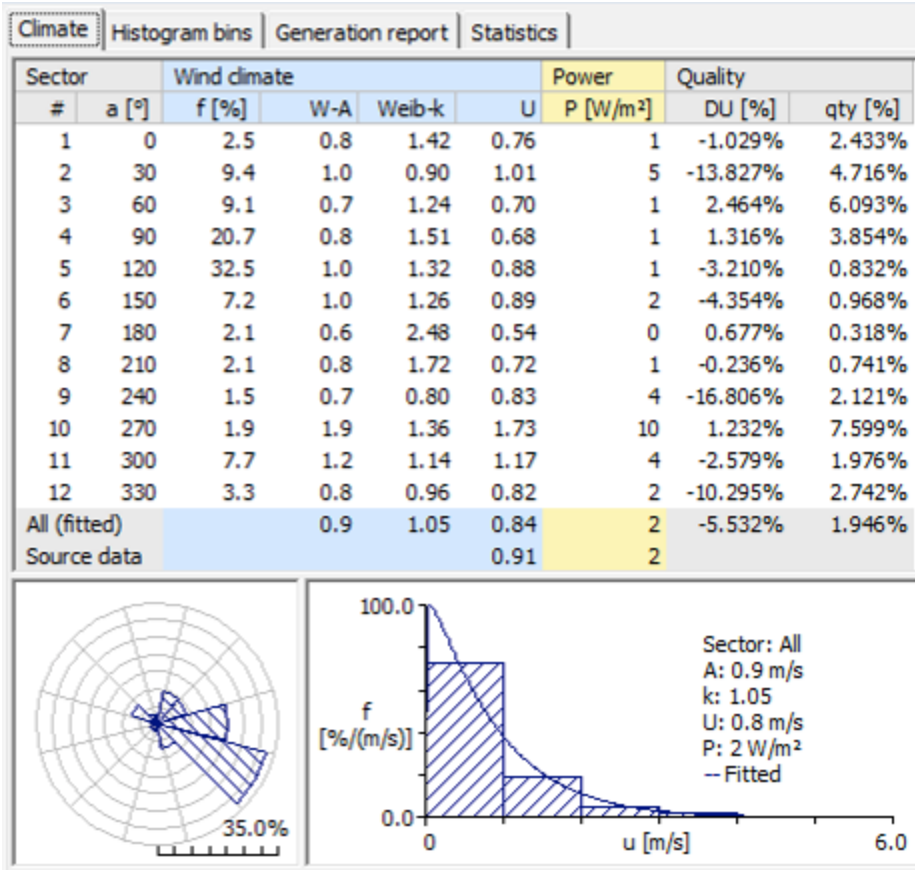 Climate Histogram bins Generation report Statistics
Sector Wind climate Power Quality
# a [°] f [%] W-A Weib-k U P [W/m²] DU [%] qty [%]
1 0 2.5 0.8 1.42 0.76 1 -1.029% 2.433%
2 30 9.4 1.0 0.90 1.01 5 -13.827% 4.716%
3 60 9.1 0.7 1.24 0.70 1 2.464% 6.093%
4 90 20.7 0.8 1.51 0.68 1 1.316% 3.854%
5 120 32.5 1.0 1.32 0.88 1 -3.210% 0.832%
6 150 7.2 1.0 1.26 0.89 2 -4.354% 0.968%
7 180 2.1 0.6 2.48 0.54 0 0.677% 0.318%
8 210 2.1 0.8 1.72 0.72 1 -0.236% 0.741%
9 240 1.5 0.7 0.80 0.83 4 -16.806% 2.121%
10 270 1.9 1.9 1.36 1.73 10 1.232% 7.599%
11 300 7.7 1.2 1.14 1.17 4 -2.579% 1.976%
12 330 3.3 0.8 0.96 0.82 2 -10.295% 2.742%
All (fitted) 0.9 1.05 0.84 2 -5.532% 1.946%
Source data 0.91 2
35.0%
100.0
f
[%/(m/s)]
0.0
0 u [m/s] 6.0
Sector: All
A: 0.9 m/s
k: 1.05
U: 0.8 m/s
P: 2 W/m²
-- Fitted